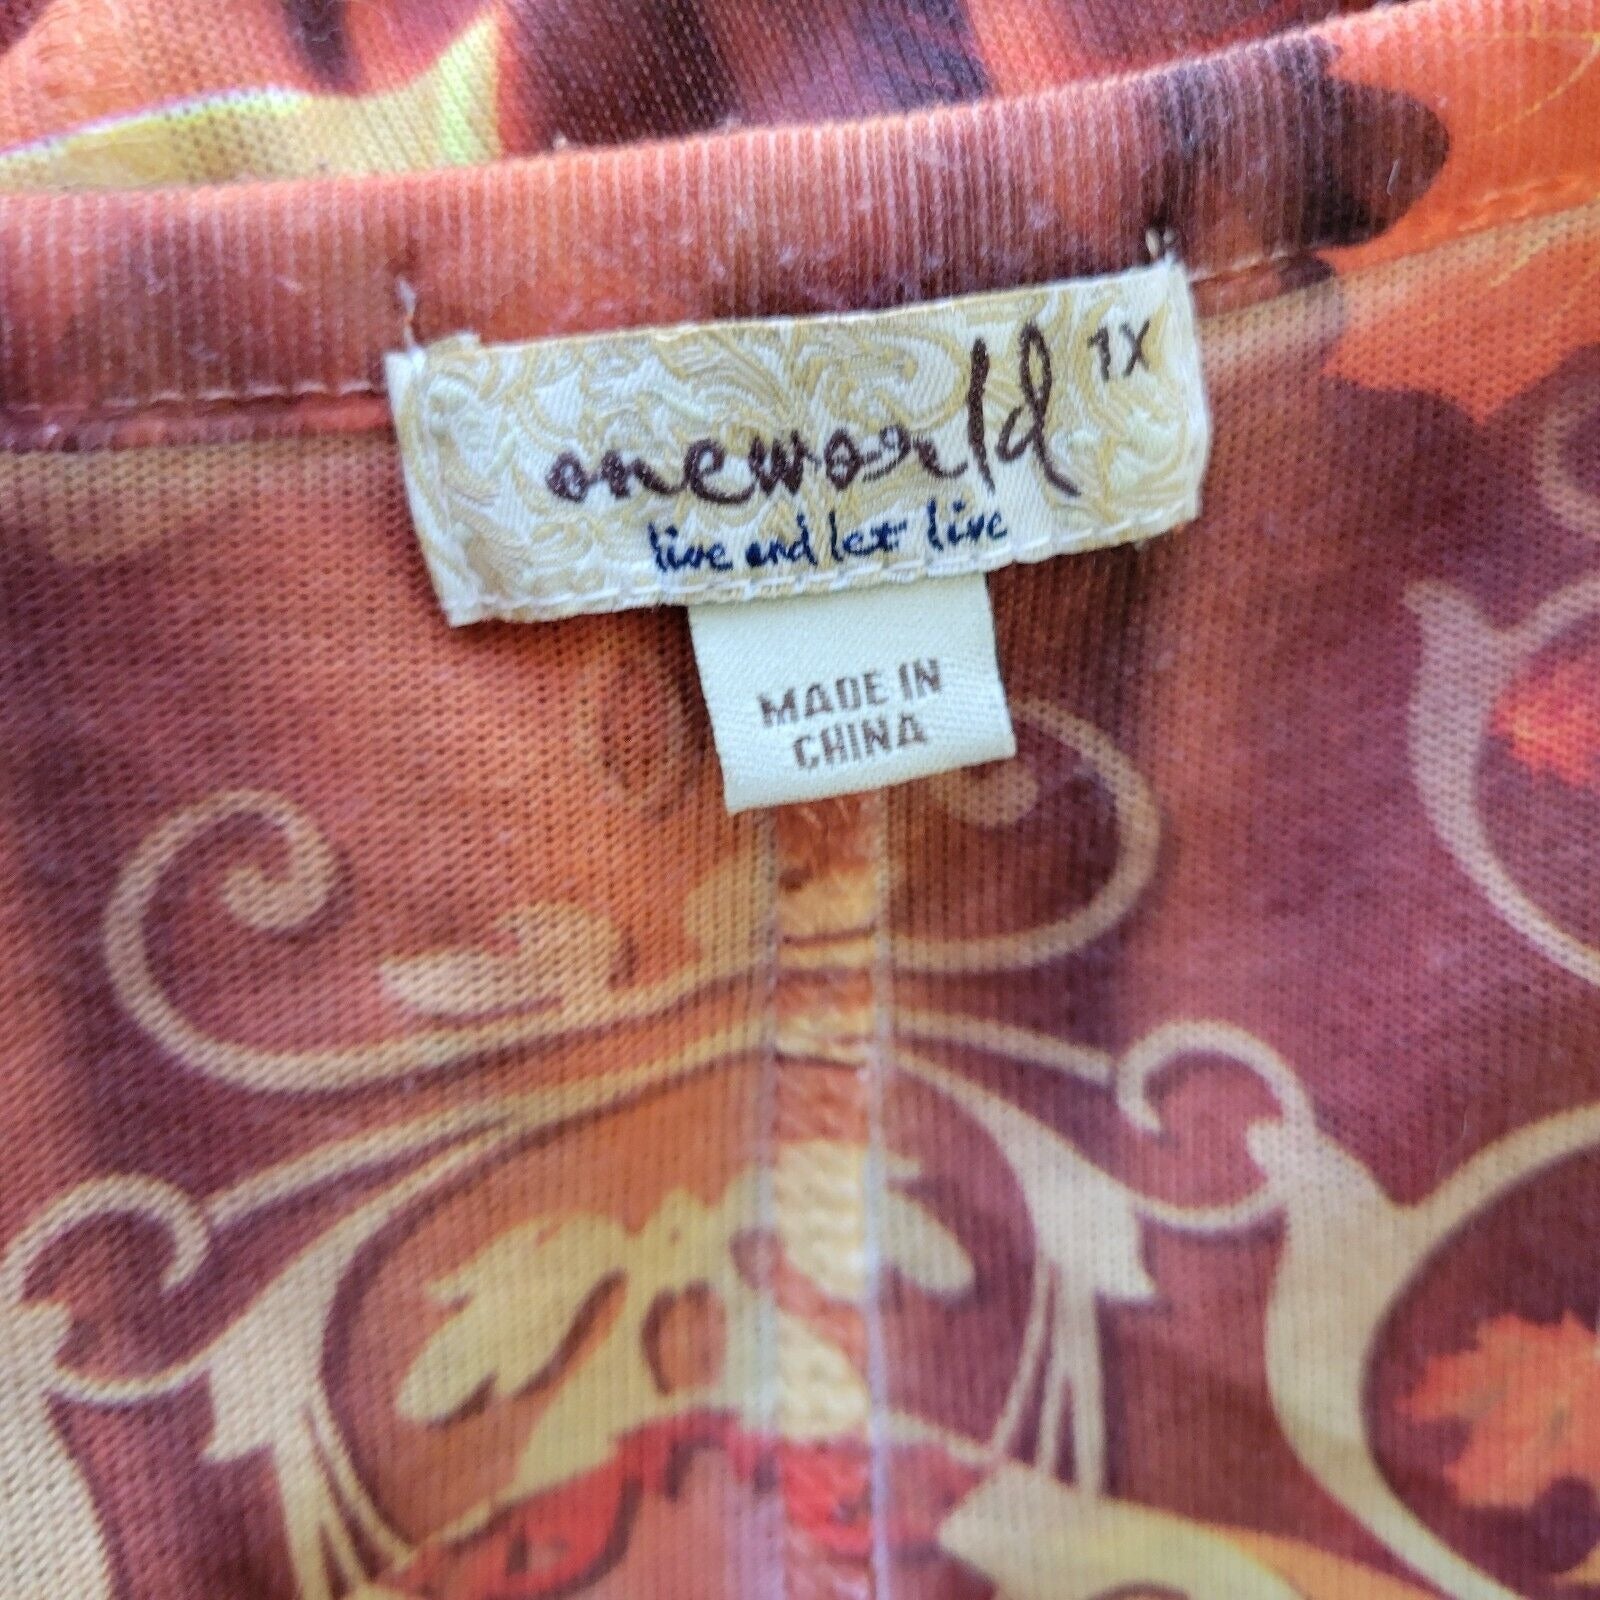 oneworld 1X
live and let live
MADE IN
CHINA